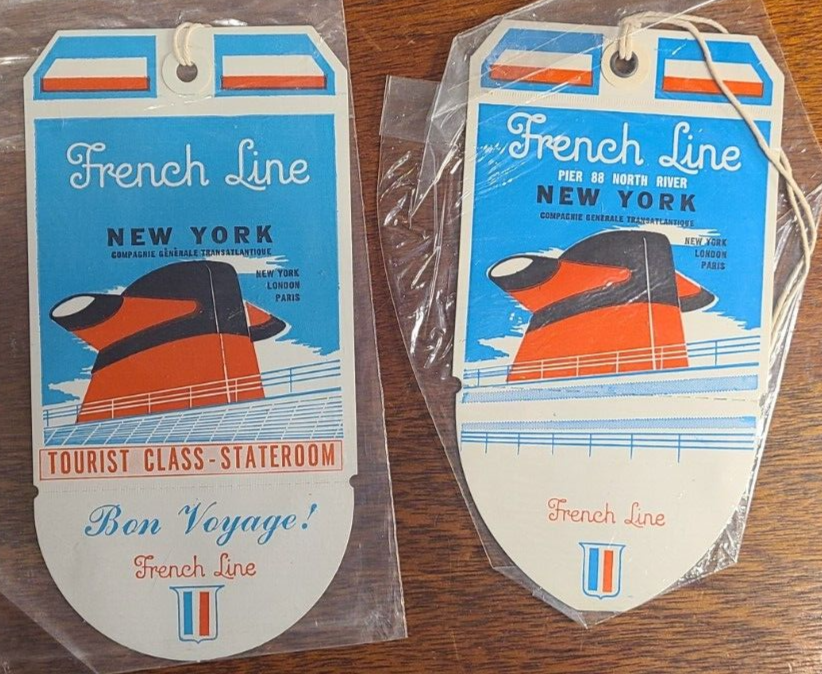 French Line
NEW YORK
COMPAGNIE GÉNÉRALE TRANSATLANTIQUE
NEW YORK
LONDON
PARIS
TOURIST CLASS-STATEROOM
Bon Voyage!
French Line
French Line
PIER 88 NORTH RIVER
NEW YORK
COMPAGNIE GENERALE TRANSATLANTIQUE
NEW YORK
LONDON
PARIS
French Line